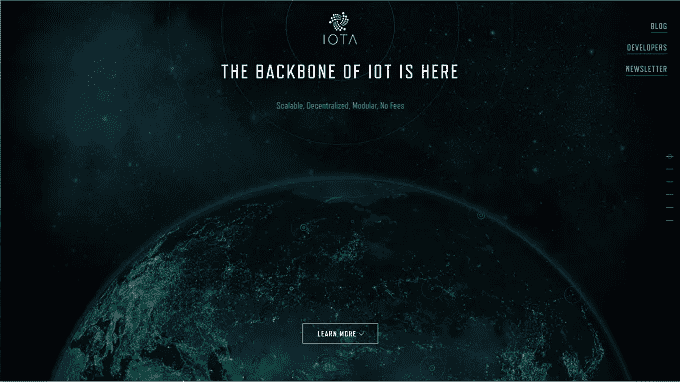 IOTA
BLOG
DEVELOPERS
NEWSLETTER
THE BACKBONE OF IOT IS HERE
Scalable, Decentralized, Modular, No Fees
LEARN MORE